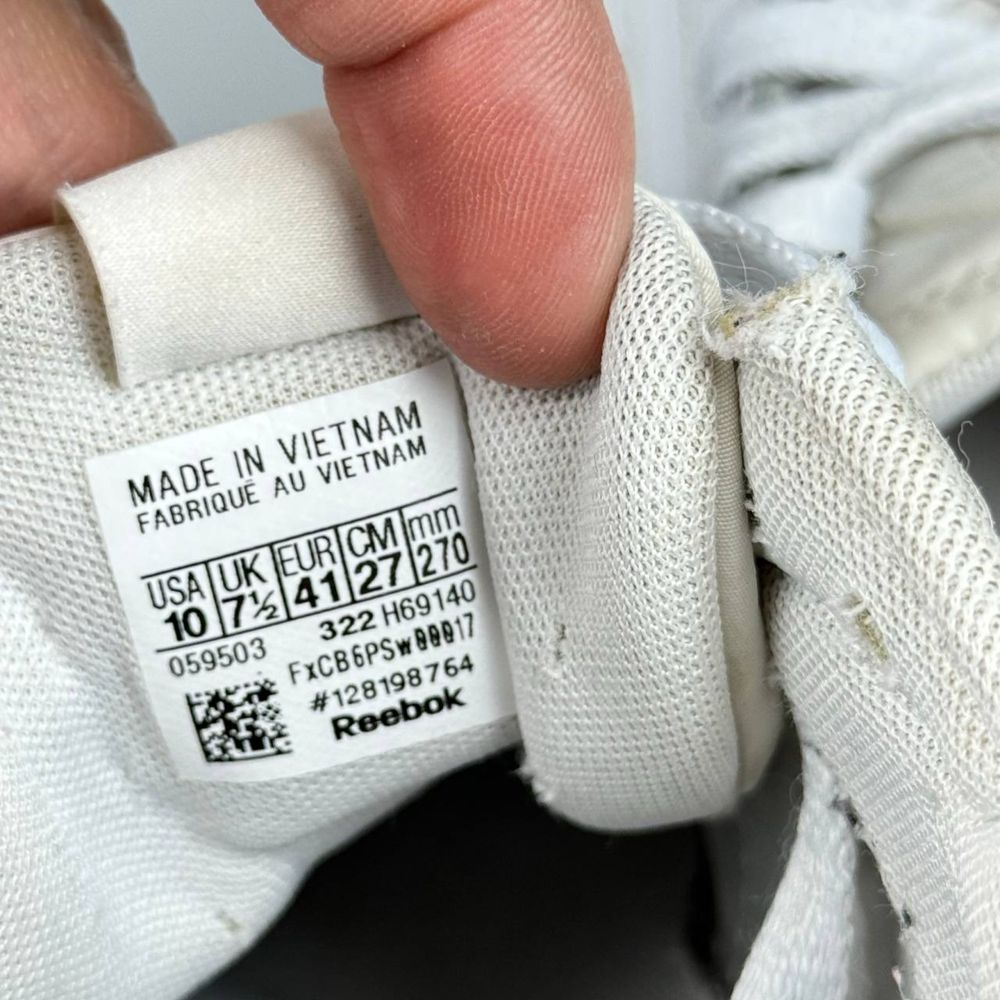 MADE IN VIETNAM
FABRIQUÉ AU VIETNAM
USA UK EUR CM mm
10 7½ 41 27 270
059503 322 H69140
FxCB6PSw00017
#128198764
Reebok